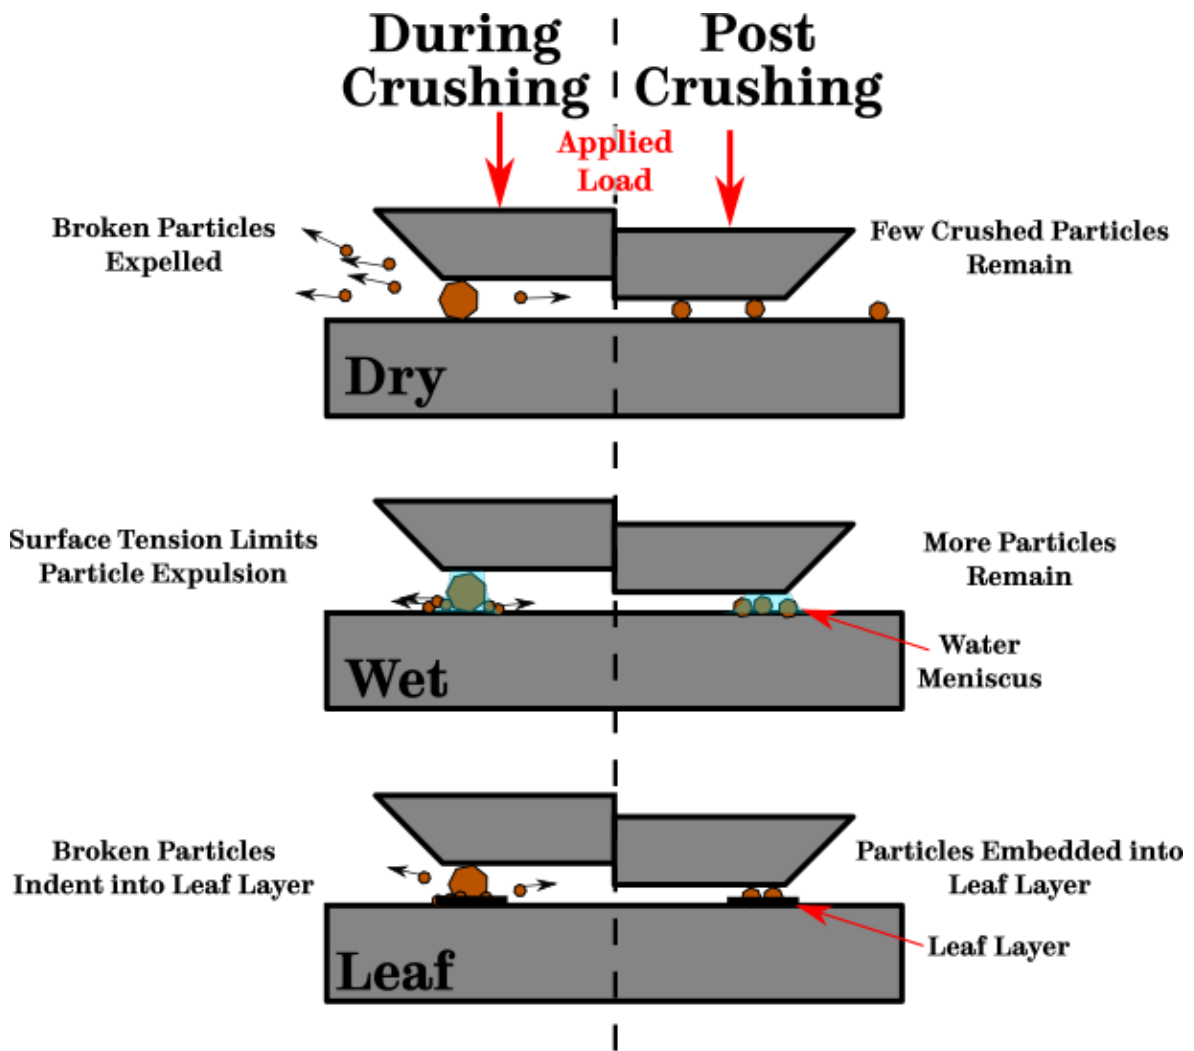 During
Crushing
Post
Crushing
Applied
Load
Broken Particles
Expelled
Few Crushed Particles
Remain
Dry
Surface Tension Limits
Particle Expulsion
More Particles
Remain
Water
Meniscus
Wet
Broken Particles
Indent into Leaf Layer
Particles Embedded into
Leaf Layer
Leaf Layer
Leaf